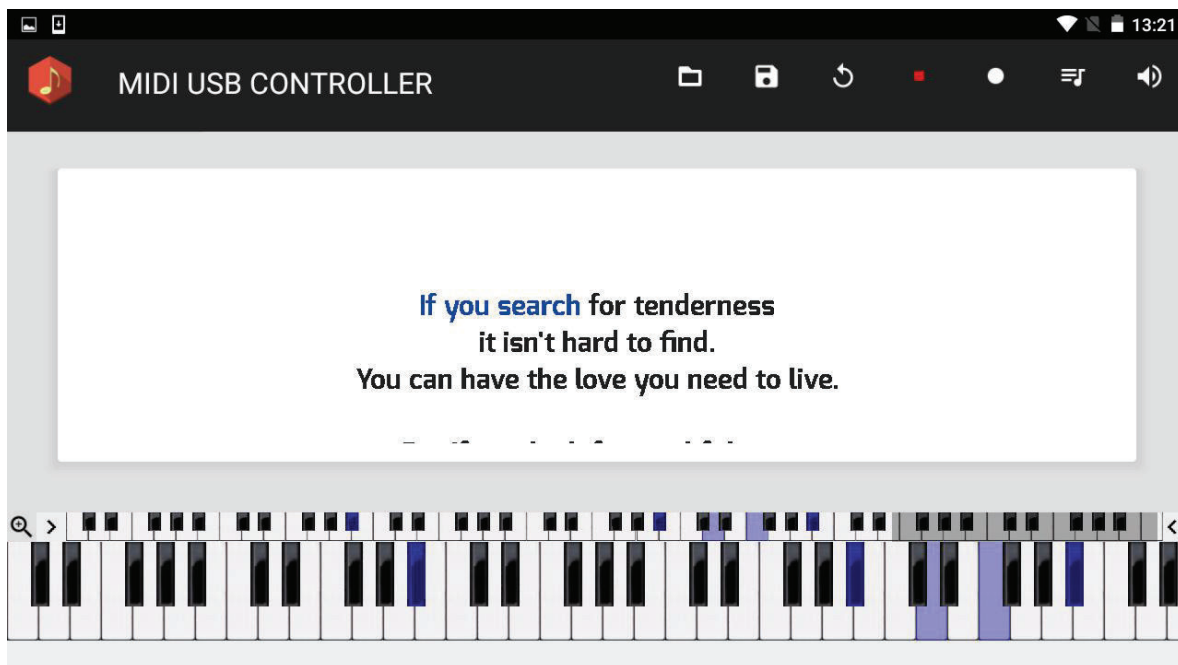 13:21
MIDI USB CONTROLLER
If you search for tenderness
it isn't hard to find.
You can have the love you need to live.